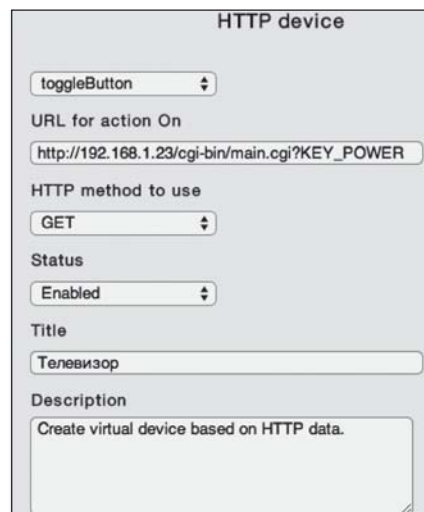 HTTP device
toggleButton
URL for action On
http://192.168.1.23/cgi-bin/main.cgi?KEY_POWER
HTTP method to use
GET
Status
Enabled
Title
Телевизор
Description
Create virtual device based on HTTP data.